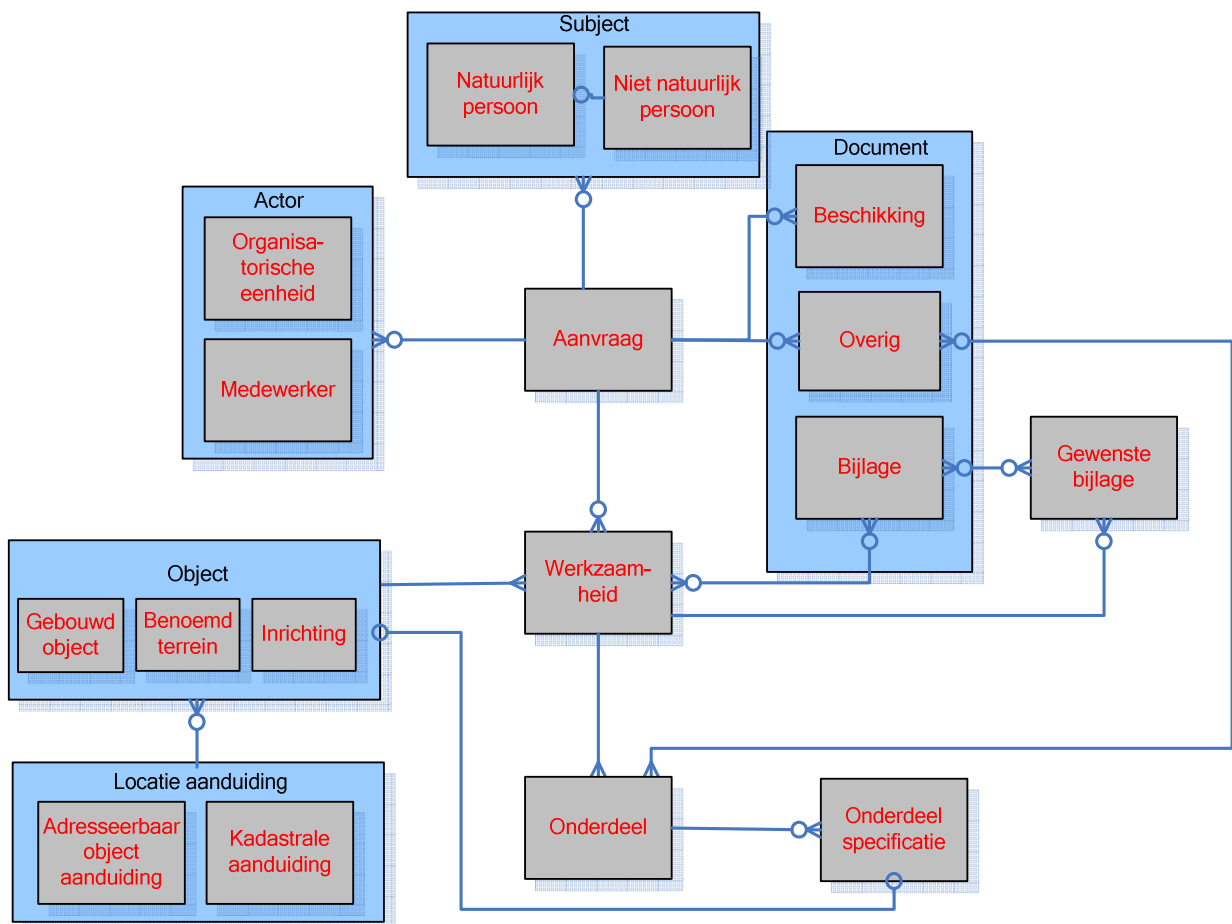 Subject
Natuurlijk
persoon
Niet natuurlijk
persoon
Document
Beschikking
Overig
Bijlage
Actor
Organisa-
torische
eenheid
Medewerker
Aanvraag
Gewenste
bijlage
Object
Gebouwd
object
Benoemd
terrein
Inrichting
Werkzaam-
heid
Locatie aanduiding
Adresseerbaar
object
aanduiding
Kadastrale
aanduiding
Onderdeel
Onderdeel
specificatie